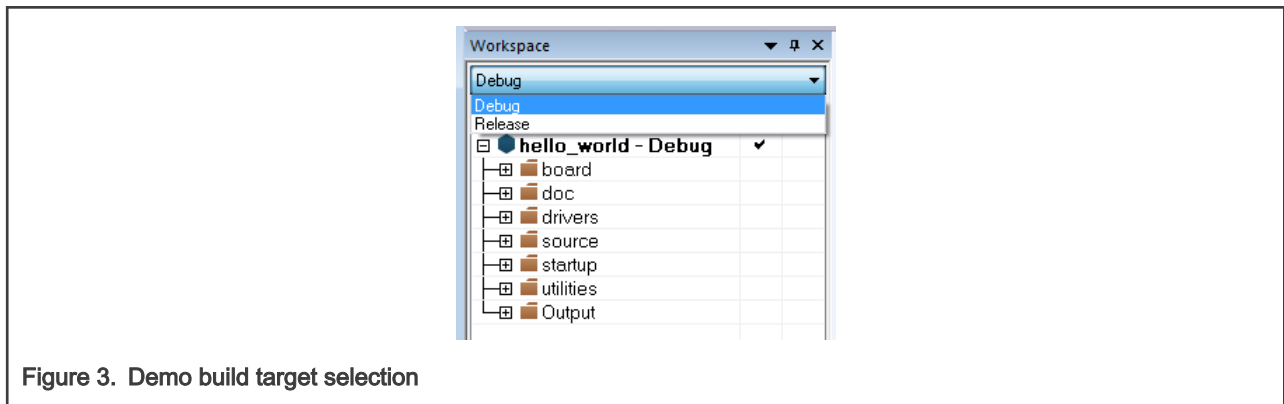 Workspace
Debug
Debug
Release
hello_world - Debug
board
doc
drivers
source
startup
utilities
Output
Figure 3. Demo build target selection